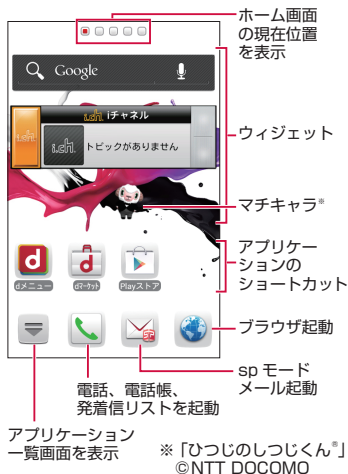 ホーム画面
の現在位置
を表示
Google
i.ch. iチャネル
i.ch.
i.ch.
トピックがありません
ウィジェット
マチキャラ※
d
d
dメニュー
dマーケット
Playストア
アプリケー
ションの
ショートカット
ブラウザ起動
sp
sp モード
メール起動
電話、電話帳、
発着信リストを起動
アプリケーション
一覧画面を表示
※「ひつじのしつじくん®」
©NTT DOCOMO